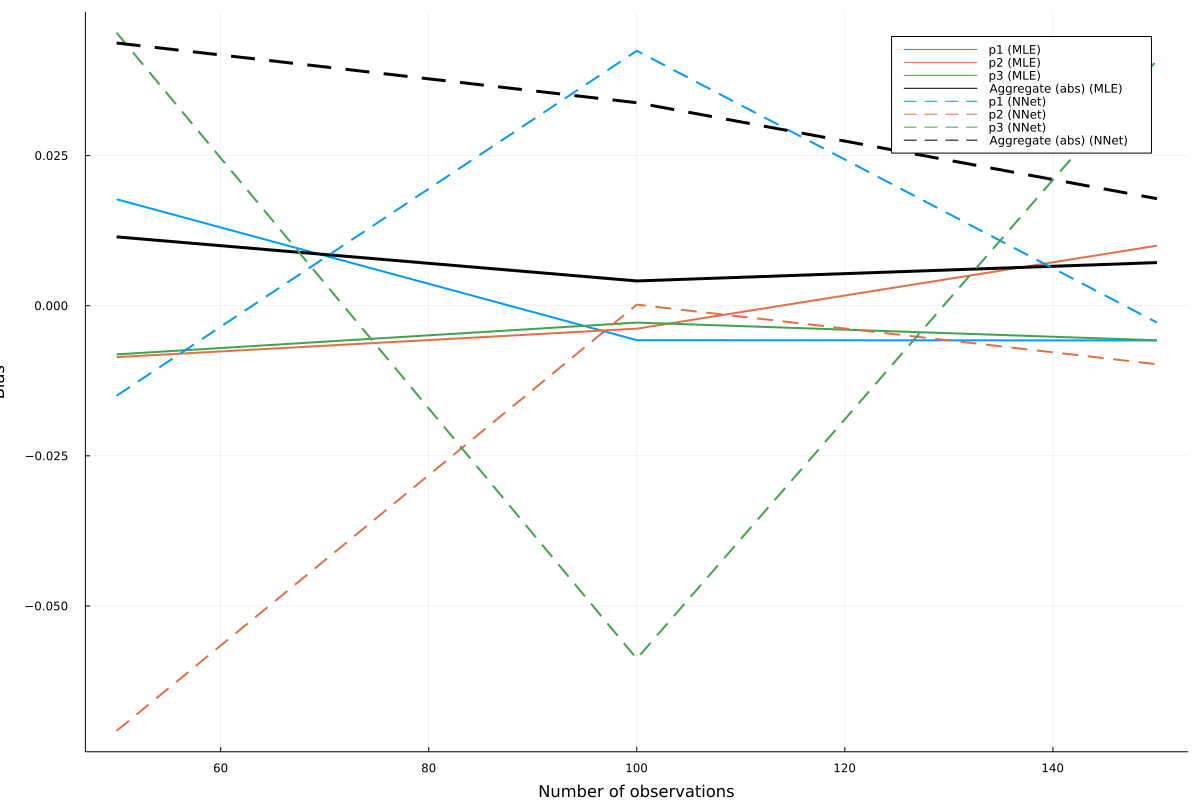 p1 (MLE)
p2 (MLE)
p3 (MLE)
Aggregate (abs) (MLE)
p1 (NNet)
p2 (NNet)
p3 (NNet)
Aggregate (abs) (NNet)
0.025
0.000
−0.025
−0.050
60
80
100
120
140
Number of observations